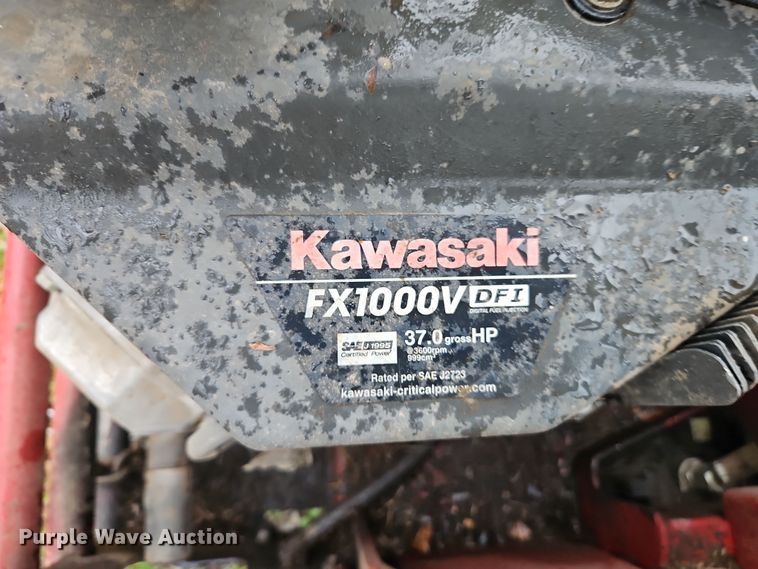 Kawasaki
FX1000V DFI
DIGITAL FUEL INJECTION
SAE J1995
Certified Power
37.0 gross HP
@3600rpm
999cm³
Rated per SAE J2723
kawasaki-criticalpower.com
Purple Wave Auction